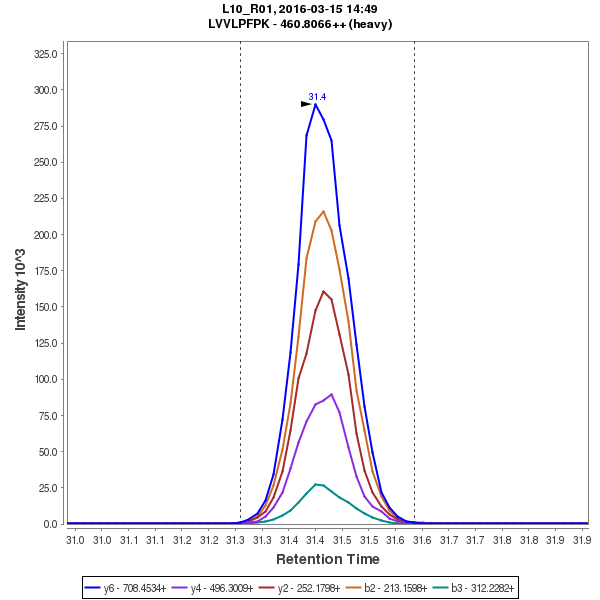 L10_R01, 2016-03-15 14:49
LVVLPFPK - 460.8066++ (heavy)
325.0
300.0
275.0
250.0
225.0
200.0
175.0
150.0
125.0
100.0
75.0
50.0
25.0
0.0
Intensity 10^3
31.4
31.0 31.0 31.1 31.1 31.2 31.2 31.3 31.3 31.4 31.4 31.5 31.5 31.6 31.6 31.7 31.7 31.8 31.8 31.9 31.9
Retention Time
y6 - 708.4534+ y4 - 496.3009+ y2 - 252.1798+ b2 - 213.1598+ b3 - 312.2282+